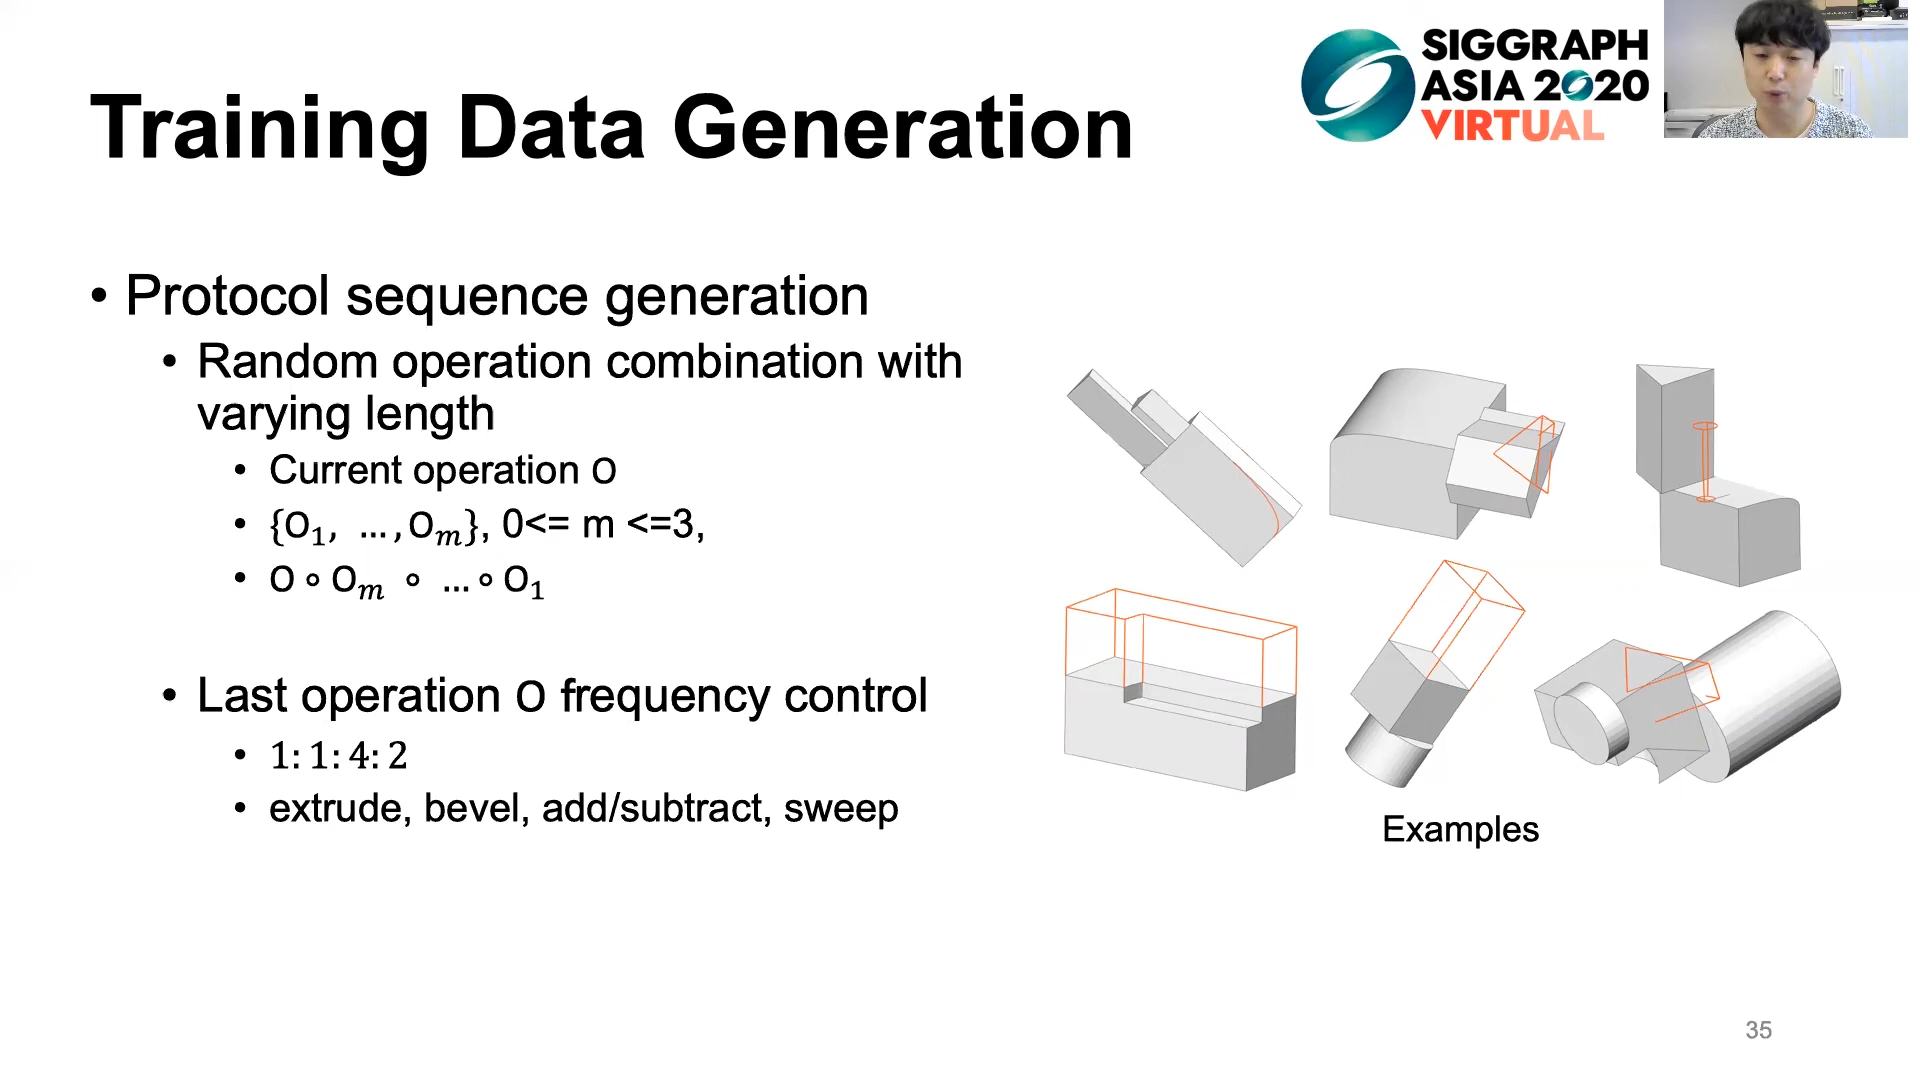 SIGGRAPH
ASIA 2020
VIRTUAL
Training Data Generation
• Protocol sequence generation
• Random operation combination with
varying length
• Current operation O
• {O₁, …, Oₘ}, 0<= m <=3,
• O∘Oₘ ∘ …∘O₁
• Last operation O frequency control
• 1:1:4:2
• extrude, bevel, add/subtract, sweep
Examples
35